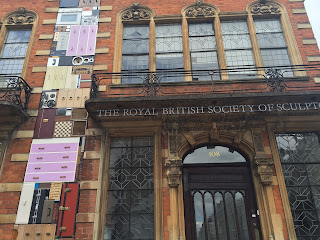 THE ROYAL BRITISH SOCIETY OF SCULPT
108